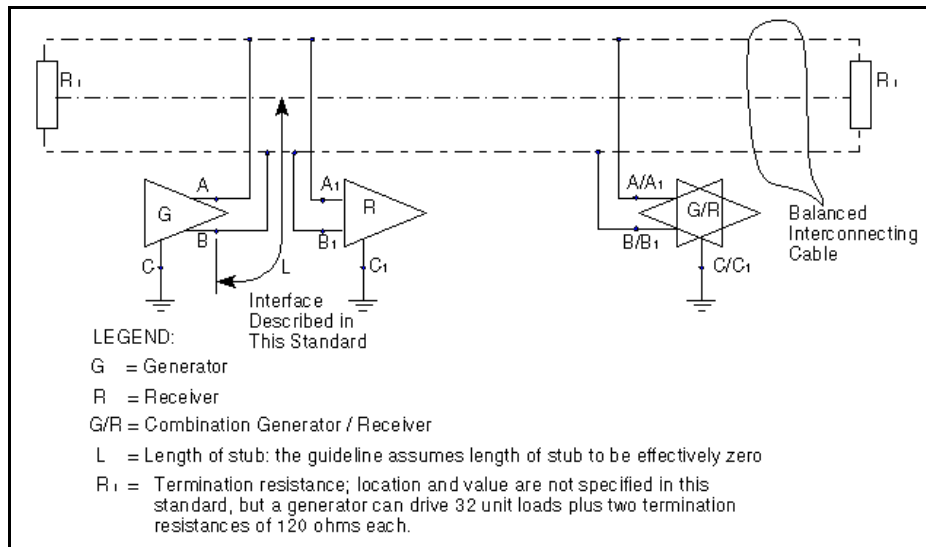 R1
R1
A
A1
A/A1
G
R
G/R
B
B1
B/B1
C
L
C1
C/C1
Balanced
Interconnecting
Cable
Interface
Described in
This Standard
LEGEND:
G = Generator
R = Receiver
G/R = Combination Generator / Receiver
L = Length of stub: the guideline assumes length of stub to be effectively zero
R1 = Termination resistance; location and value are not specified in this
standard, but a generator can drive 32 unit loads plus two termination
resistances of 120 ohms each.